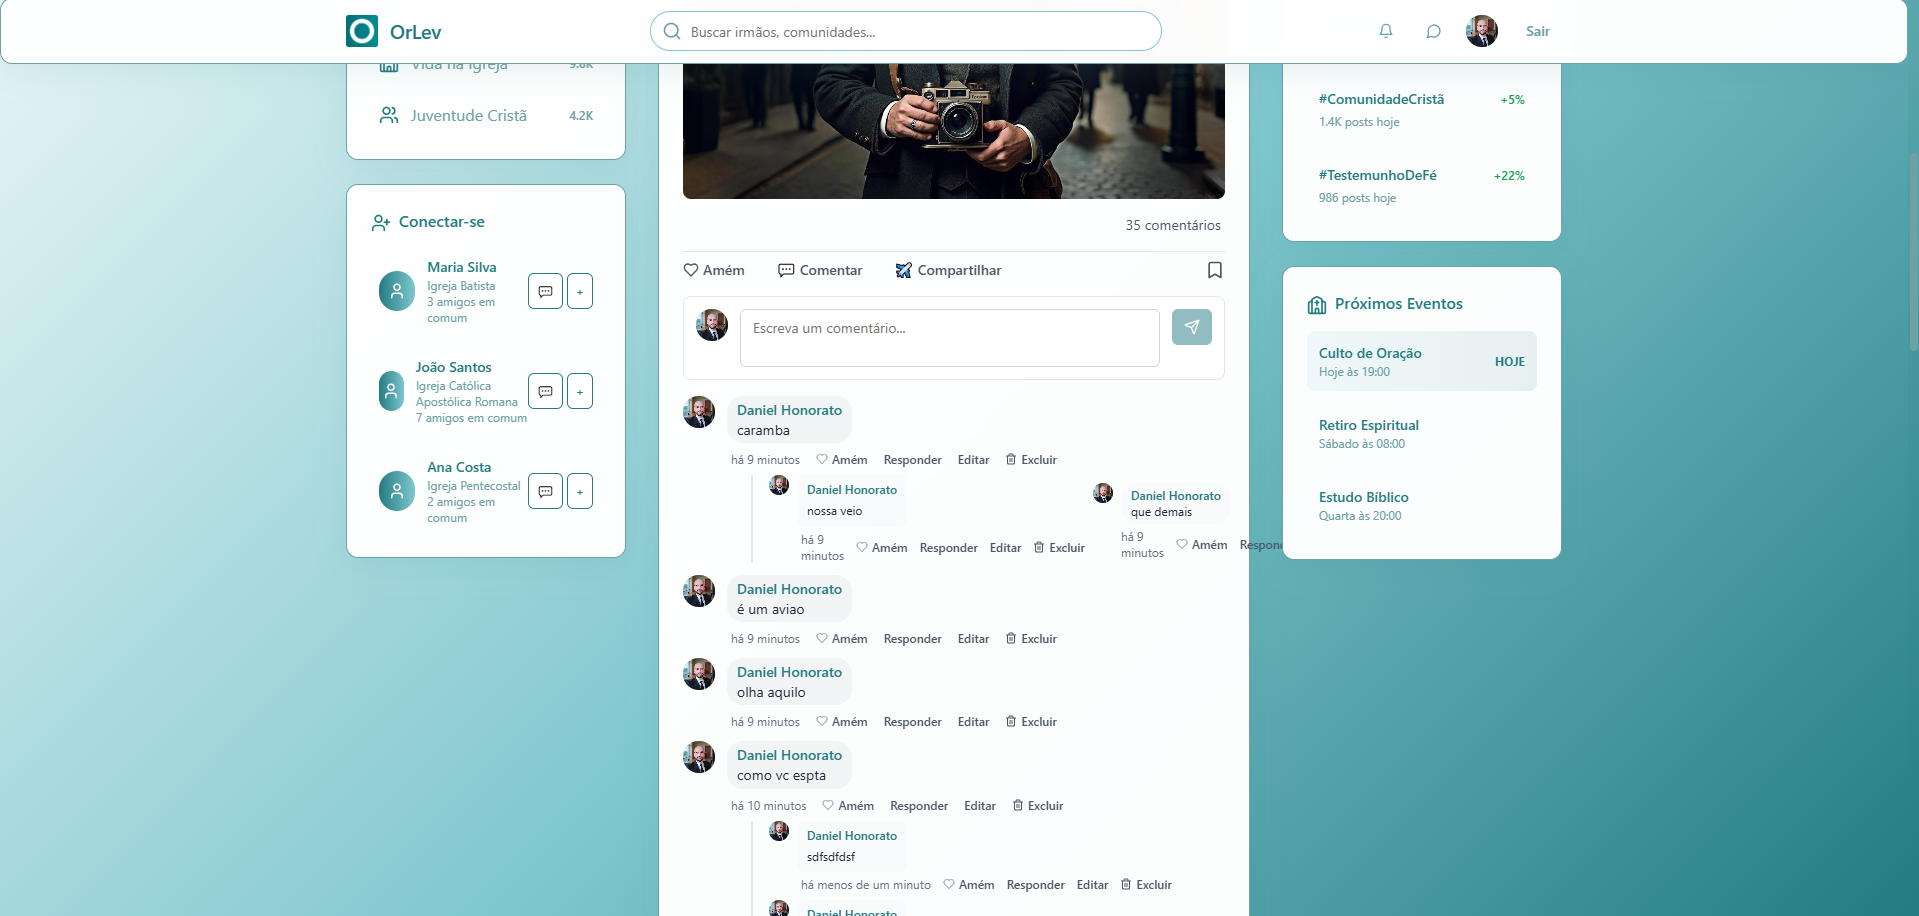 OrLev
Buscar irmãos, comunidades...
Sair
Vida na Igreja
9.8K
Juventude Cristã
4.2K
Conectar-se
Maria Silva
Igreja Batista
3 amigos em
comum
+
João Santos
Igreja Católica
Apostólica Romana
7 amigos em comum
+
Ana Costa
Igreja Pentecostal
2 amigos em
comum
+
35 comentários
Amém
Comentar
Compartilhar
Escreva um comentário...
Daniel Honorato
caramba
há 9 minutos Amém Responder Editar Excluir
Daniel Honorato
nossa veio
há 9
minutos
Amém Responder Editar Excluir
Daniel Honorato
que demais
há 9
minutos
Amém
Daniel Honorato
é um aviao
há 9 minutos Amém Responder Editar Excluir
Daniel Honorato
olha aquilo
há 9 minutos Amém Responder Editar Excluir
Daniel Honorato
como vc espta
há 10 minutos Amém Responder Editar Excluir
Daniel Honorato
sdfsdfdsf
há menos de um minuto Amém Responder Editar Excluir
Daniel Honorato
#ComunidadeCristã
+5%
1.4K posts hoje
#TestemunhoDeFé
+22%
986 posts hoje
Próximos Eventos
Culto de Oração
Hoje às 19:00
HOJE
Retiro Espiritual
Sábado às 08:00
Estudo Bíblico
Quarta às 20:00